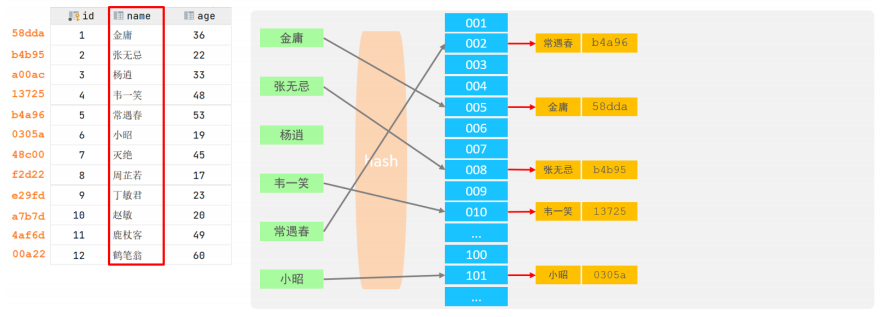 id name age
58dda 1 金庸 36
b4b95 2 张无忌 22
a00ac 3 杨逍 33
13725 4 韦一笑 48
b4a96 5 常遇春 53
0305a 6 小昭 19
48c00 7 灭绝 45
f2d22 8 周芷若 17
e29fd 9 丁敏君 23
a7b7d 10 赵敏 20
4af6d 11 鹿杖客 49
00a22 12 鹤笔翁 60
金庸
张无忌
杨逍
韦一笑
常遇春
小昭
hash
001
002 常遇春 b4a96
003
004
005 金庸 58dda
006
007
008 张无忌 b4b95
009
010 韦一笑 13725
...
100
101 小昭 0305a
...